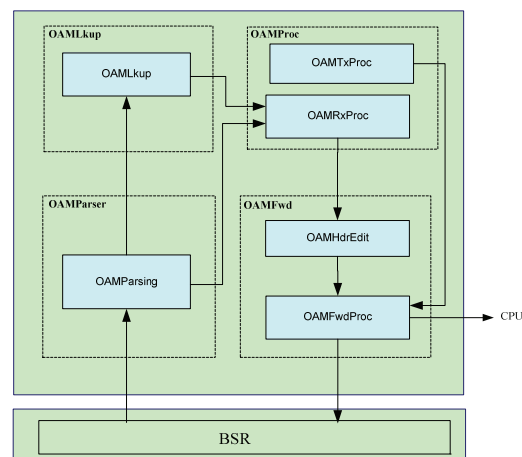 OAMLkup
OAMLkup
OAMProc
OAMTxProc
OAMRxProc
OAMParser
OAMParsing
OAMFwd
OAMHdrEdit
OAMFwdProc
CPU
BSR